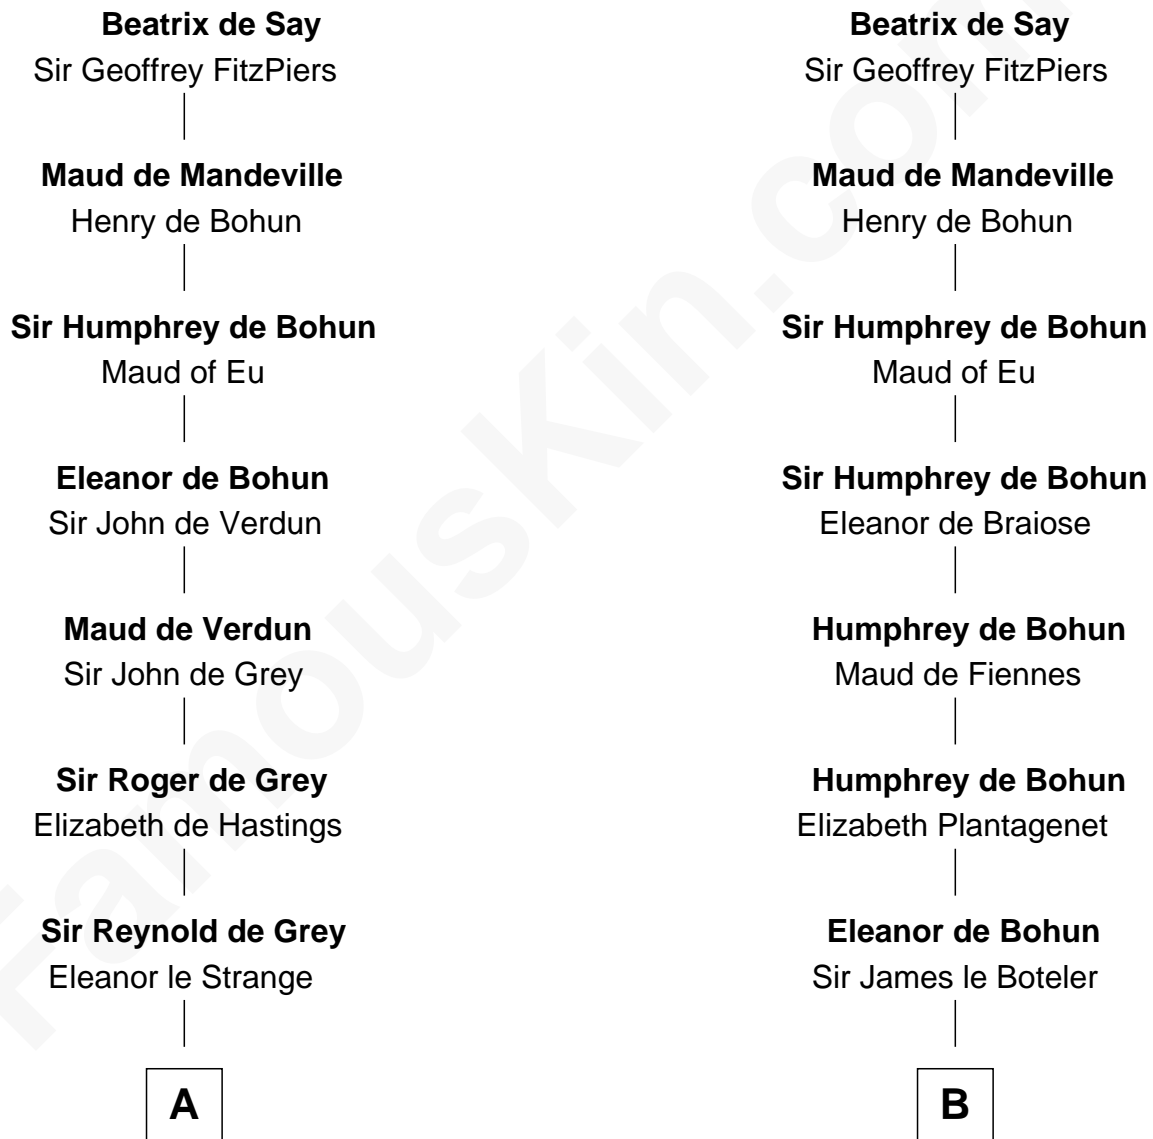 Beatrix de Say
Sir Geoffrey FitzPiers
Maud de Mandeville
Henry de Bohun
Sir Humphrey de Bohun
Maud of Eu
Eleanor de Bohun
Sir John de Verdun
Maud de Verdun
Sir John de Grey
Sir Roger de Grey
Elizabeth de Hastings
Sir Reynold de Grey
Eleanor le Strange
A
Beatrix de Say
Sir Geoffrey FitzPiers
Maud de Mandeville
Henry de Bohun
Sir Humphrey de Bohun
Maud of Eu
Sir Humphrey de Bohun
Eleanor de Braiose
Humphrey de Bohun
Maud de Fiennes
Humphrey de Bohun
Elizabeth Plantagenet
Eleanor de Bohun
Sir James le Boteler
B
FamousKin.com